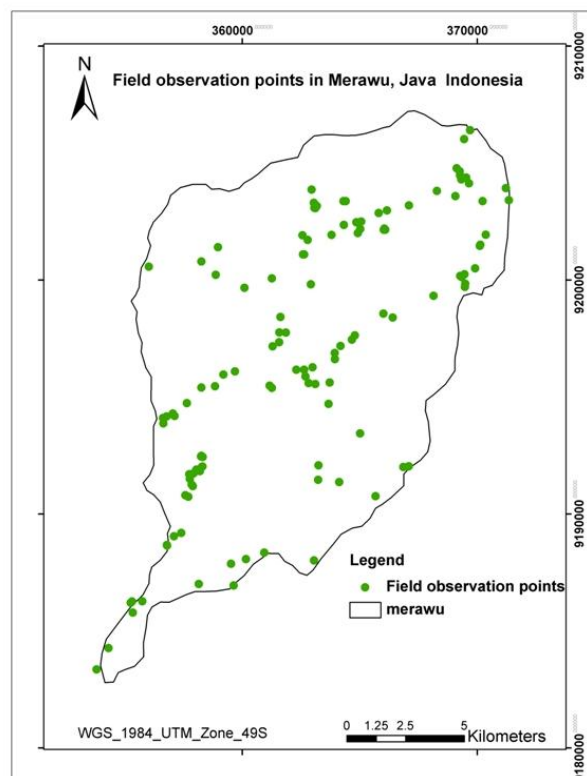 360000 370000
N
Field observation points in Merawu, Java Indonesia
9210000
9200000
9190000
Legend
Field observation points
merawu
WGS_1984_UTM_Zone_49S
0 1.25 2.5 5
Kilometers
9180000